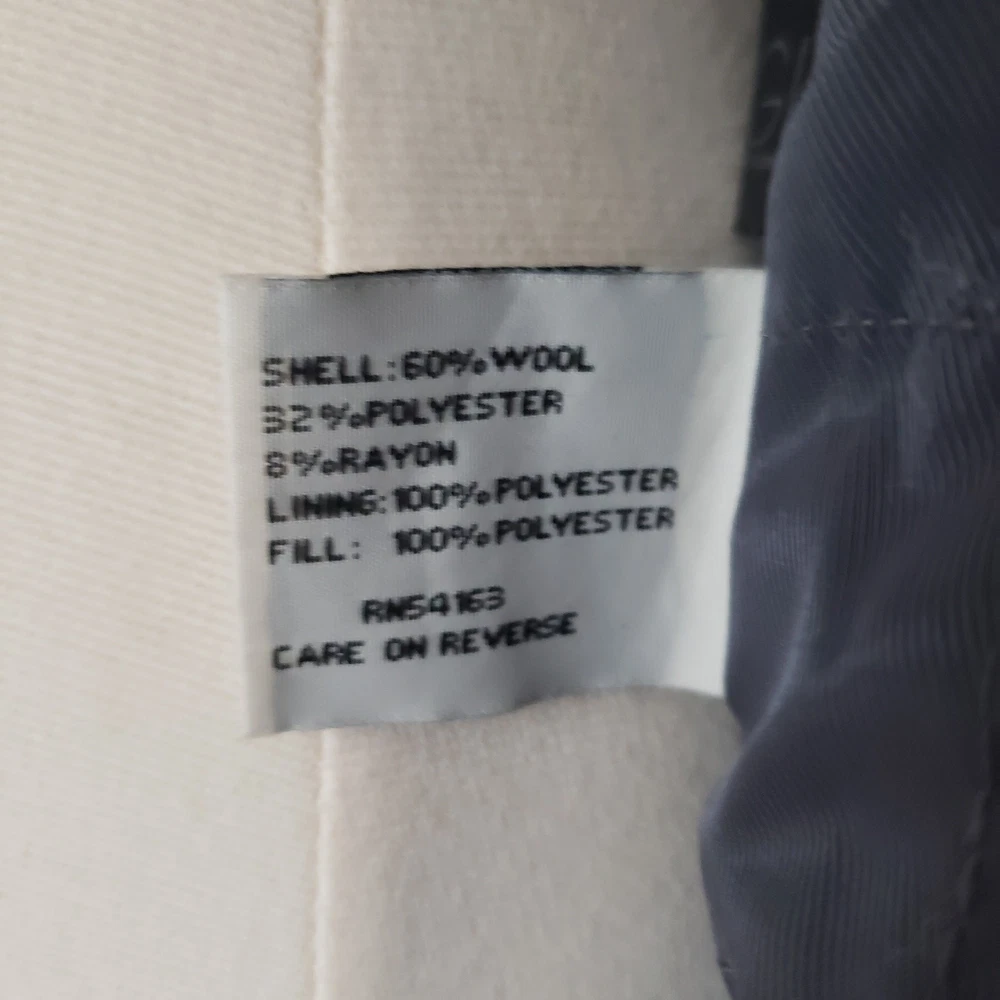 SHELL:60%WOOL
32%POLYESTER
8%RAYON
LINING:100%POLYESTER
FILL: 100%POLYESTER
RN54163
CARE ON REVERSE